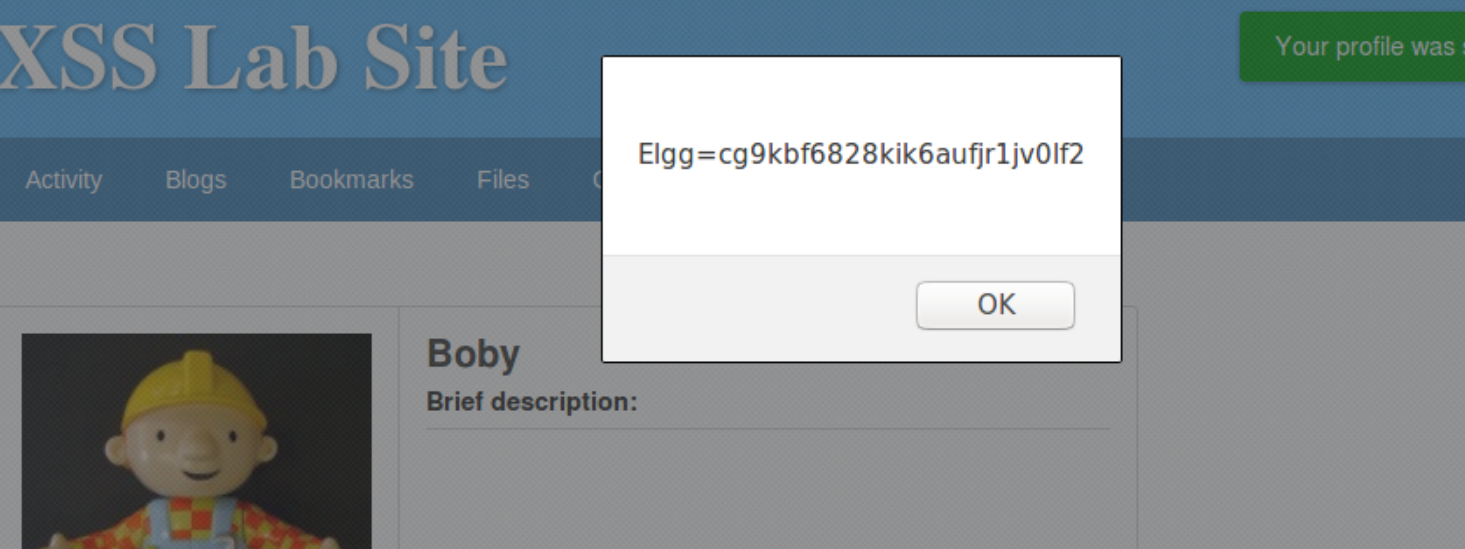 XSS Lab Site
Your profile was
Elgg=cg9kbf6828kik6aufjr1jv0lf2
Activity
Blogs
Bookmarks
Files
OK
Boby
Brief description: